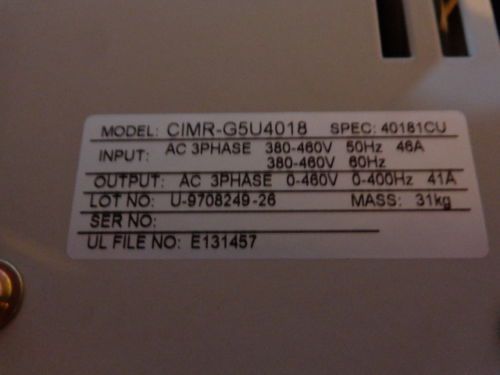 MODEL: CIMR-G5U4018 SPEC: 40181CU
INPUT: AC 3PHASE 380-460V 50Hz 46A
380-460V 60Hz
OUTPUT: AC 3PHASE 0-460V 0-400Hz 41A
LOT NO: U-9708249-26 MASS: 31kg
SER NO:
UL FILE NO: E131457